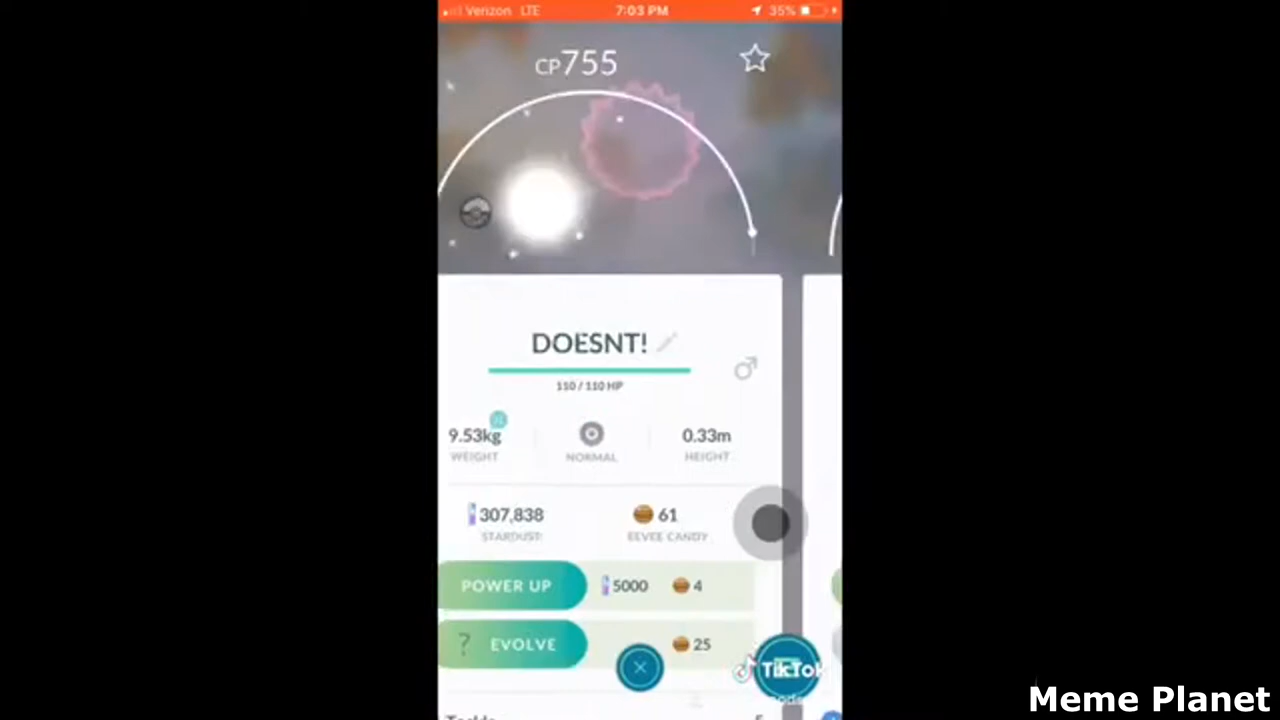 Verizon LTE 7:03 PM 35%
CP755
DOESNT!
110 / 110 HP
9.53kg
WEIGHT
NORMAL
0.33m
HEIGHT
XL
307,838
STARDUST
61
EEVEE CANDY
POWER UP 5000 4
? EVOLVE 25
TikTok
Meme Planet